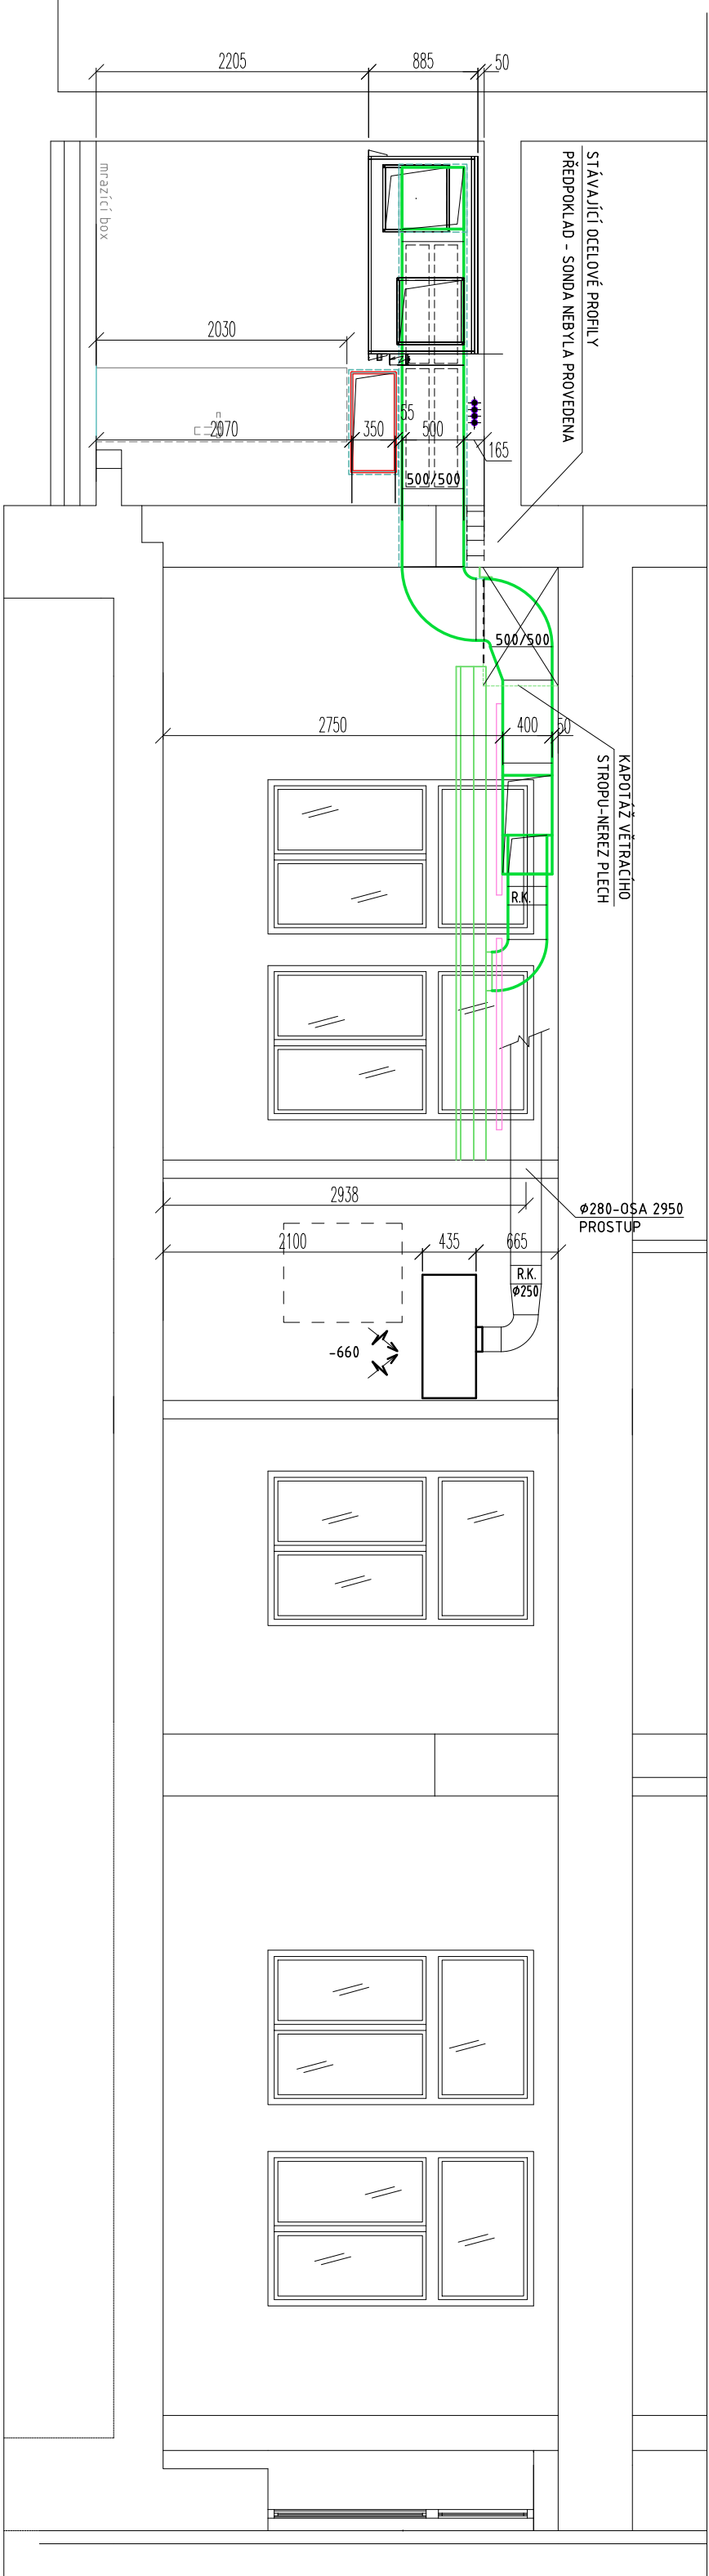 2205
885
50
STÁVAJÍCÍ OCELOVÉ PROFILY
PŘEDPOKLAD - SONDA NEBYLA PROVEDENA
mrazící box
2030
2070
350
55
500
165
500/500
500/500
2750
400
50
KAPOTÁŽ VĚTRACÍHO
STROPU-NEREZ PLECH
R.K.
2938
Φ280-OSA 2950
PROSTUP
2100
435
665
R.K.
Φ250
-660